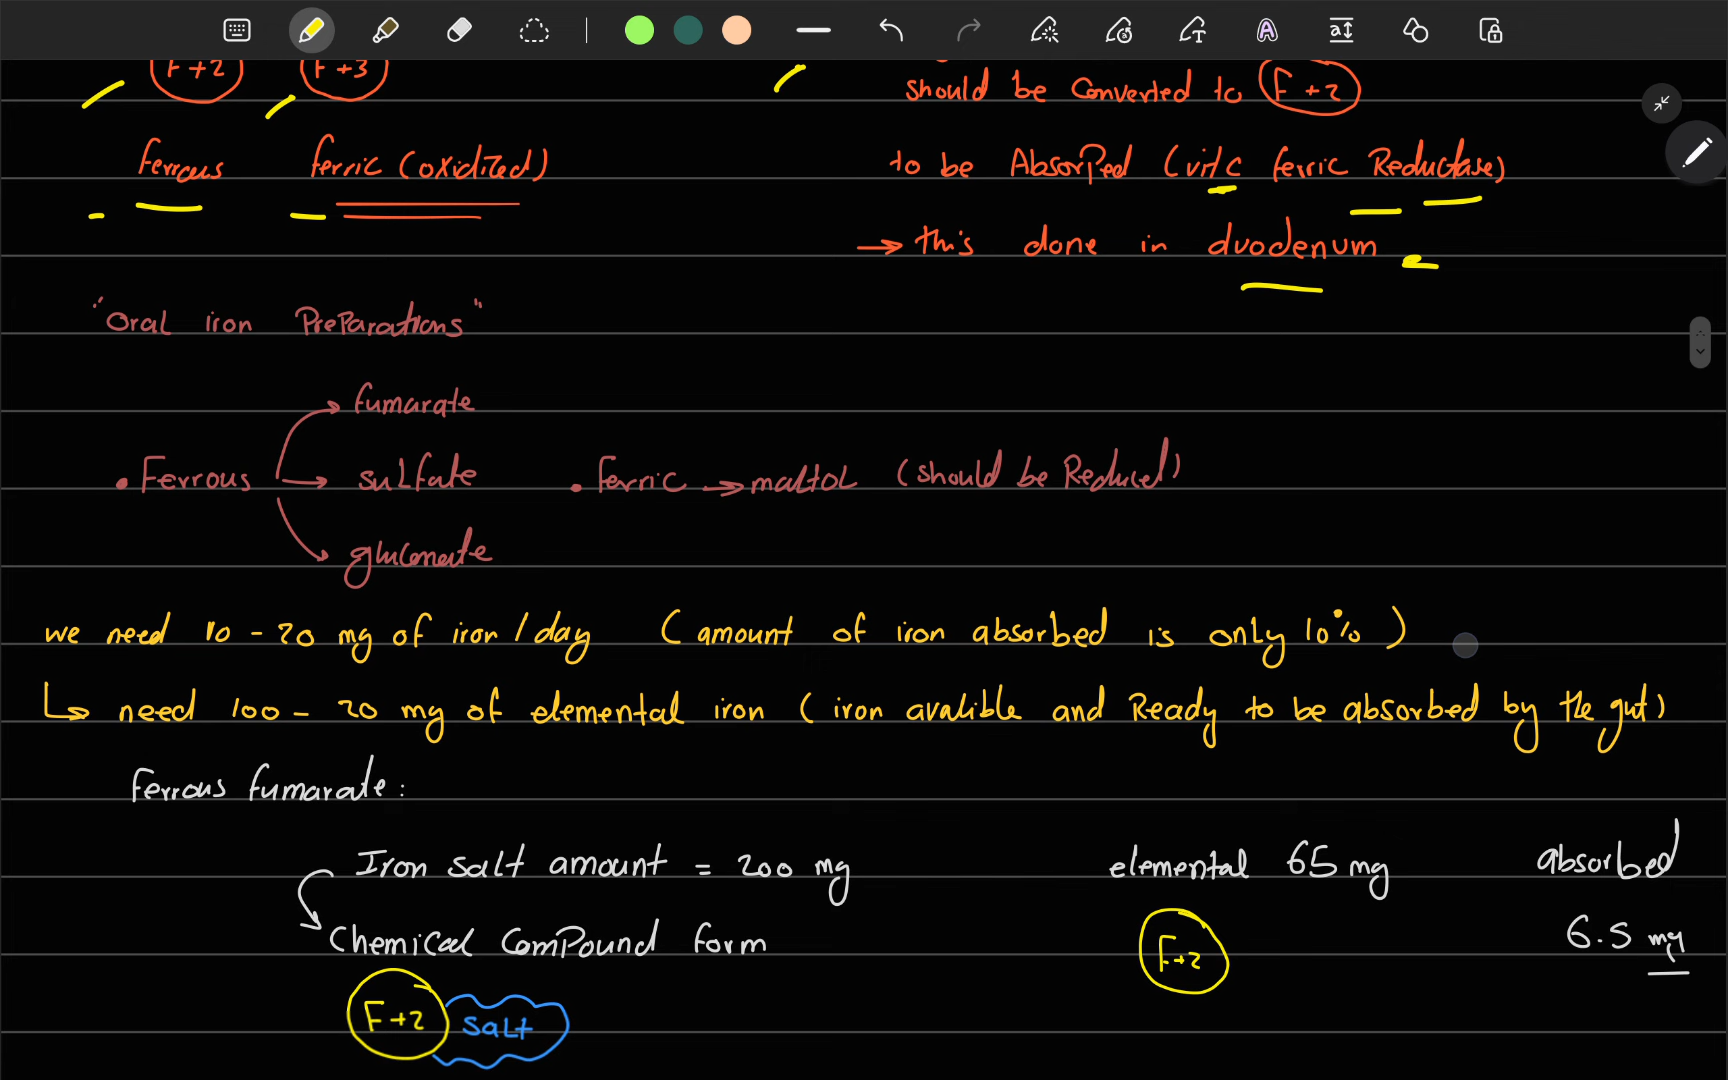 F+2 F+3
should be Converted to F+2
Ferrous ferric (oxidized)
to be AbsorPed (vit c ferric Reductase)
→ this done in duodenum
"Oral iron PrePArations"
fumarate
• Ferrous → sulfate • Ferric → maltol (should be Reduced)
gluconate
we need 10 - 20 mg of iron / day (amount of iron absorbed is only 10%)
↳ need 100 - 20 mg of elemental iron (iron avalible and Ready to be absorbed by the gut)
Ferrous fumarate:
Iron salt amount = 200 mg elemental 65 mg absorbed
Chemical ComPound form F+2 6.5 mg
F+2 salt